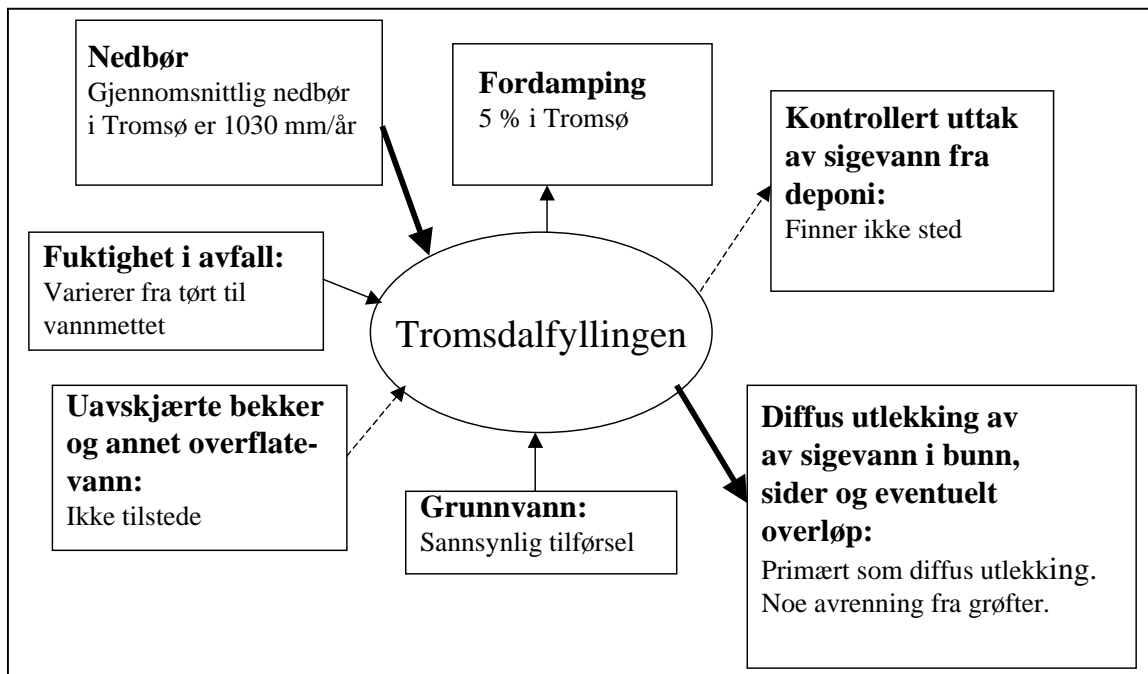 Nedbør
Gjennomsnittlig nedbør
i Tromsø er 1030 mm/år
Fordamping
5 % i Tromsø
Kontrollert uttak
av sigevann fra
deponi:
Finner ikke sted
Fuktighet i avfall:
Varierer fra tørt til
vannmettet
Tromsdalfyllingen
Uavskjærte bekker
og annet overflate-
vann:
Ikke tilstede
Grunnvann:
Sannsynlig tilførsel
Diffus utlekking av
av sigevann i bunn,
sider og eventuelt
overløp:
Primært som diffus utlekking.
Noe avrenning fra grøfter.